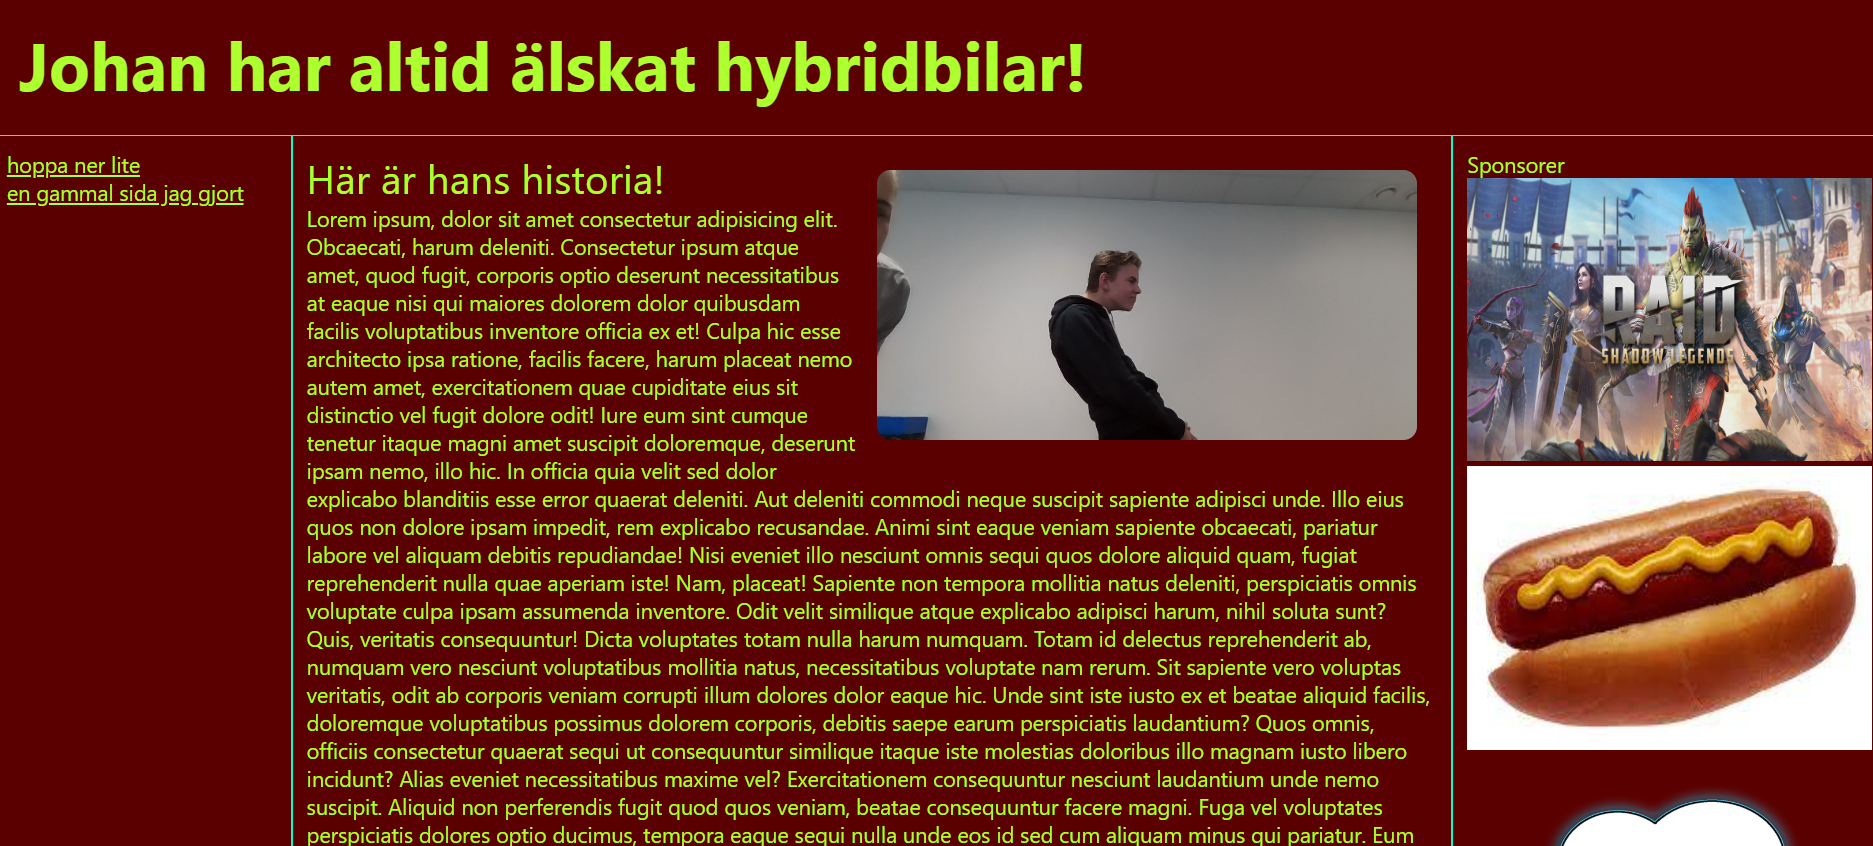 Johan har altid älskat hybridbilar!
hoppa ner lite
en gammal sida jag gjort
Här är hans historia!
Lorem ipsum, dolor sit amet consectetur adipisicing elit.
Obcaecati, harum deleniti. Consectetur ipsum atque
amet, quod fugit, corporis optio deserunt necessitatibus
at eaque nisi qui maiores dolorem dolor quibusdam
facilis voluptatibus inventore officia ex et! Culpa hic esse
architecto ipsa ratione, facilis facere, harum placeat nemo
autem amet, exercitationem quae cupiditate eius sit
distinctio vel fugit dolore odit! Iure eum sint cumque
tenetur itaque magni amet suscipit doloremque, deserunt
ipsam nemo, illo hic. In officia quia velit sed dolor
explicabo blanditiis esse error quaerat deleniti. Aut deleniti commodi neque suscipit sapiente adipisci unde. Illo eius
quos non dolore ipsam impedit, rem explicabo recusandae. Animi sint eaque veniam sapiente obcaecati, pariatur
labore vel aliquam debitis repudiandae! Nisi eveniet illo nesciunt omnis sequi quos dolore aliquid quam, fugiat
reprehenderit nulla quae aperiam iste! Nam, placeat! Sapiente non tempora mollitia natus deleniti, perspiciatis omnis
voluptate culpa ipsam assumenda inventore. Odit velit similique atque explicabo adipisci harum, nihil soluta sunt?
Quis, veritatis consequuntur! Dicta voluptates totam nulla harum numquam. Totam id delectus reprehenderit ab,
numquam vero nesciunt voluptatibus mollitia natus, necessitatibus voluptate nam rerum. Sit sapiente vero voluptas
veritatis, odit ab corporis veniam corrupti illum dolores dolor eaque hic. Unde sint iste iusto ex et beatae aliquid facilis,
doloremque voluptatibus possimus dolorem corporis, debitis saepe earum perspiciatis laudantium? Quos omnis,
officiis consectetur quaerat sequi ut consequuntur similique itaque iste molestias doloribus illo magnam iusto libero
incidunt? Alias eveniet necessitatibus maxime vel? Exercitationem consequuntur nesciunt laudantium unde nemo
suscipit. Aliquid non perferendis fugit quod quos veniam, beatae consequuntur facere magni. Fuga vel voluptates
perspiciatis dolores optio ducimus, tempora eaque sequi nulla unde eos id sed cum aliquam minus qui pariatur. Eum
Sponsorer
RAID
SHADOW LEGENDS